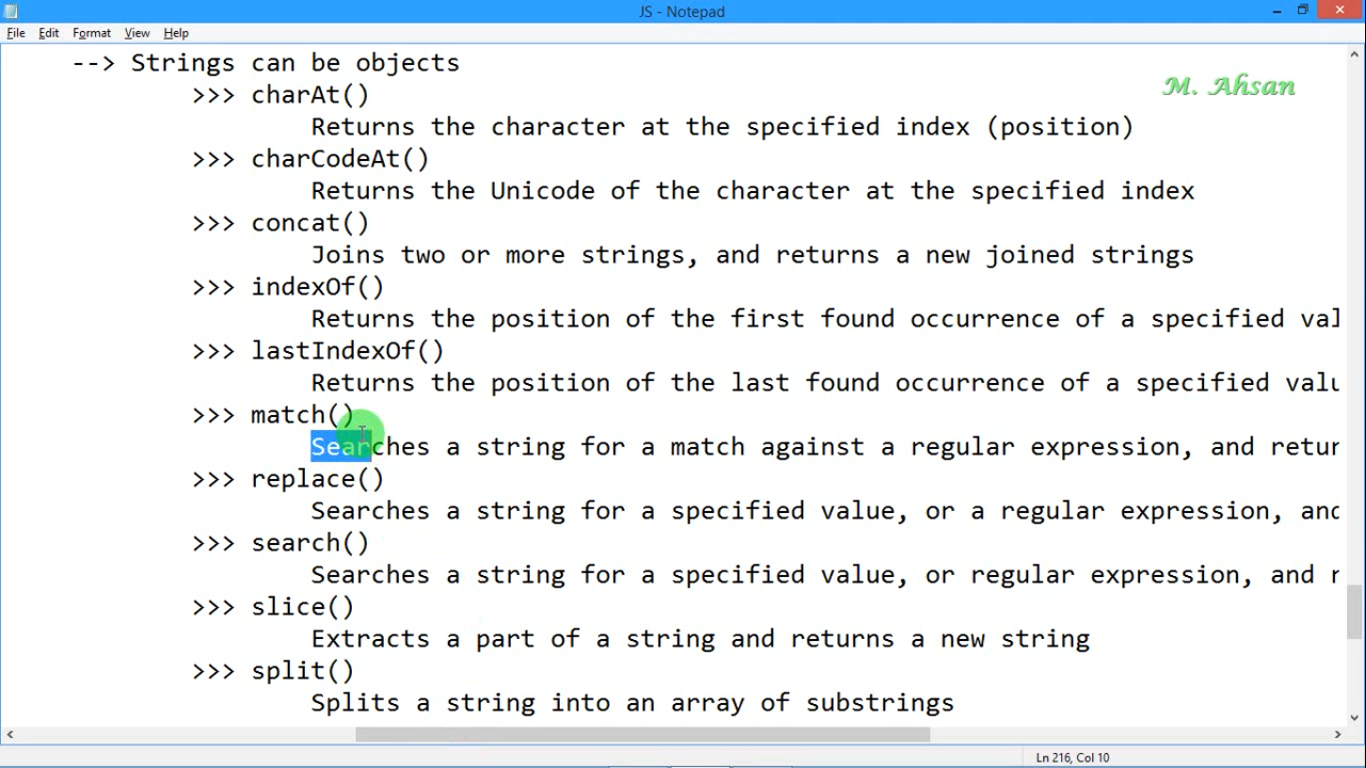 JS - Notepad
File Edit Format View Help
--> Strings can be objects
M. Ahsan
>>> charAt()
Returns the character at the specified index (position)
>>> charCodeAt()
Returns the Unicode of the character at the specified index
>>> concat()
Joins two or more strings, and returns a new joined strings
>>> indexOf()
Returns the position of the first found occurrence of a specified val
>>> lastIndexOf()
Returns the position of the last found occurrence of a specified valu
>>> match()
Searches a string for a match against a regular expression, and retur
>>> replace()
Searches a string for a specified value, or a regular expression, and
>>> search()
Searches a string for a specified value, or regular expression, and r
>>> slice()
Extracts a part of a string and returns a new string
>>> split()
Splits a string into an array of substrings
Ln 216, Col 10